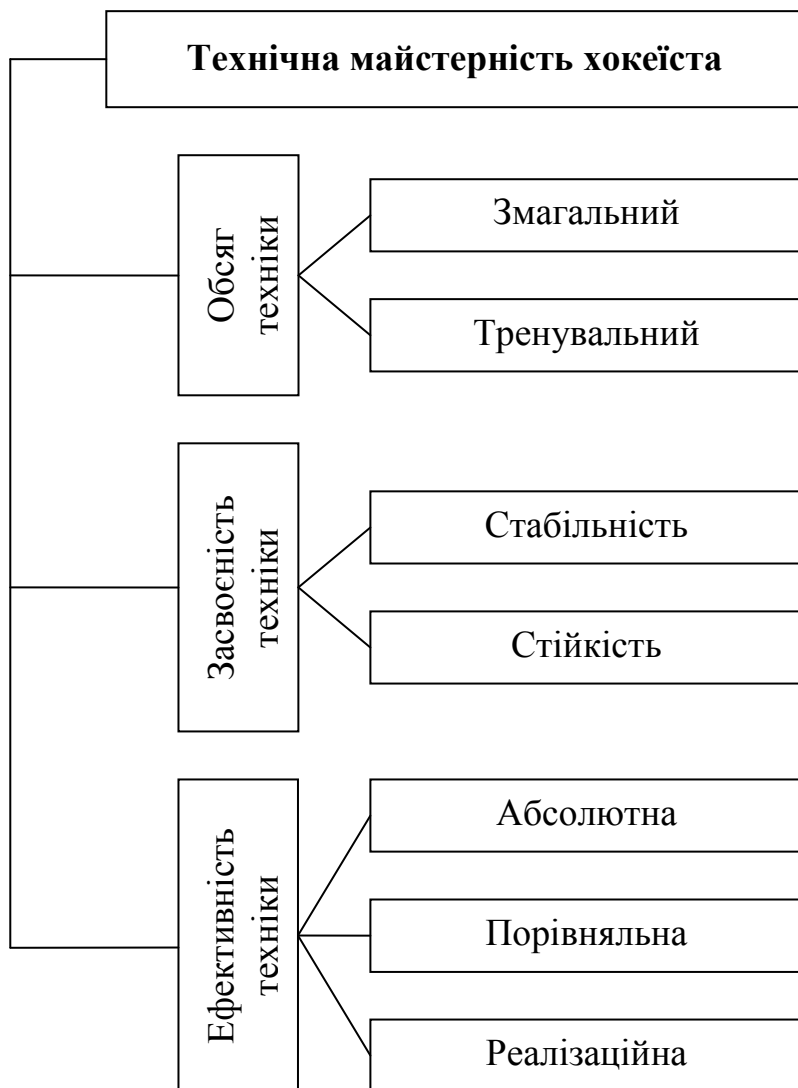 Технічна майстерність хокеїста
Обсяг
техніки
Змагальний
Тренувальний
Засвоєність
техніки
Стабільність
Стійкість
Ефективність
техніки
Абсолютна
Порівняльна
Реалізаційна